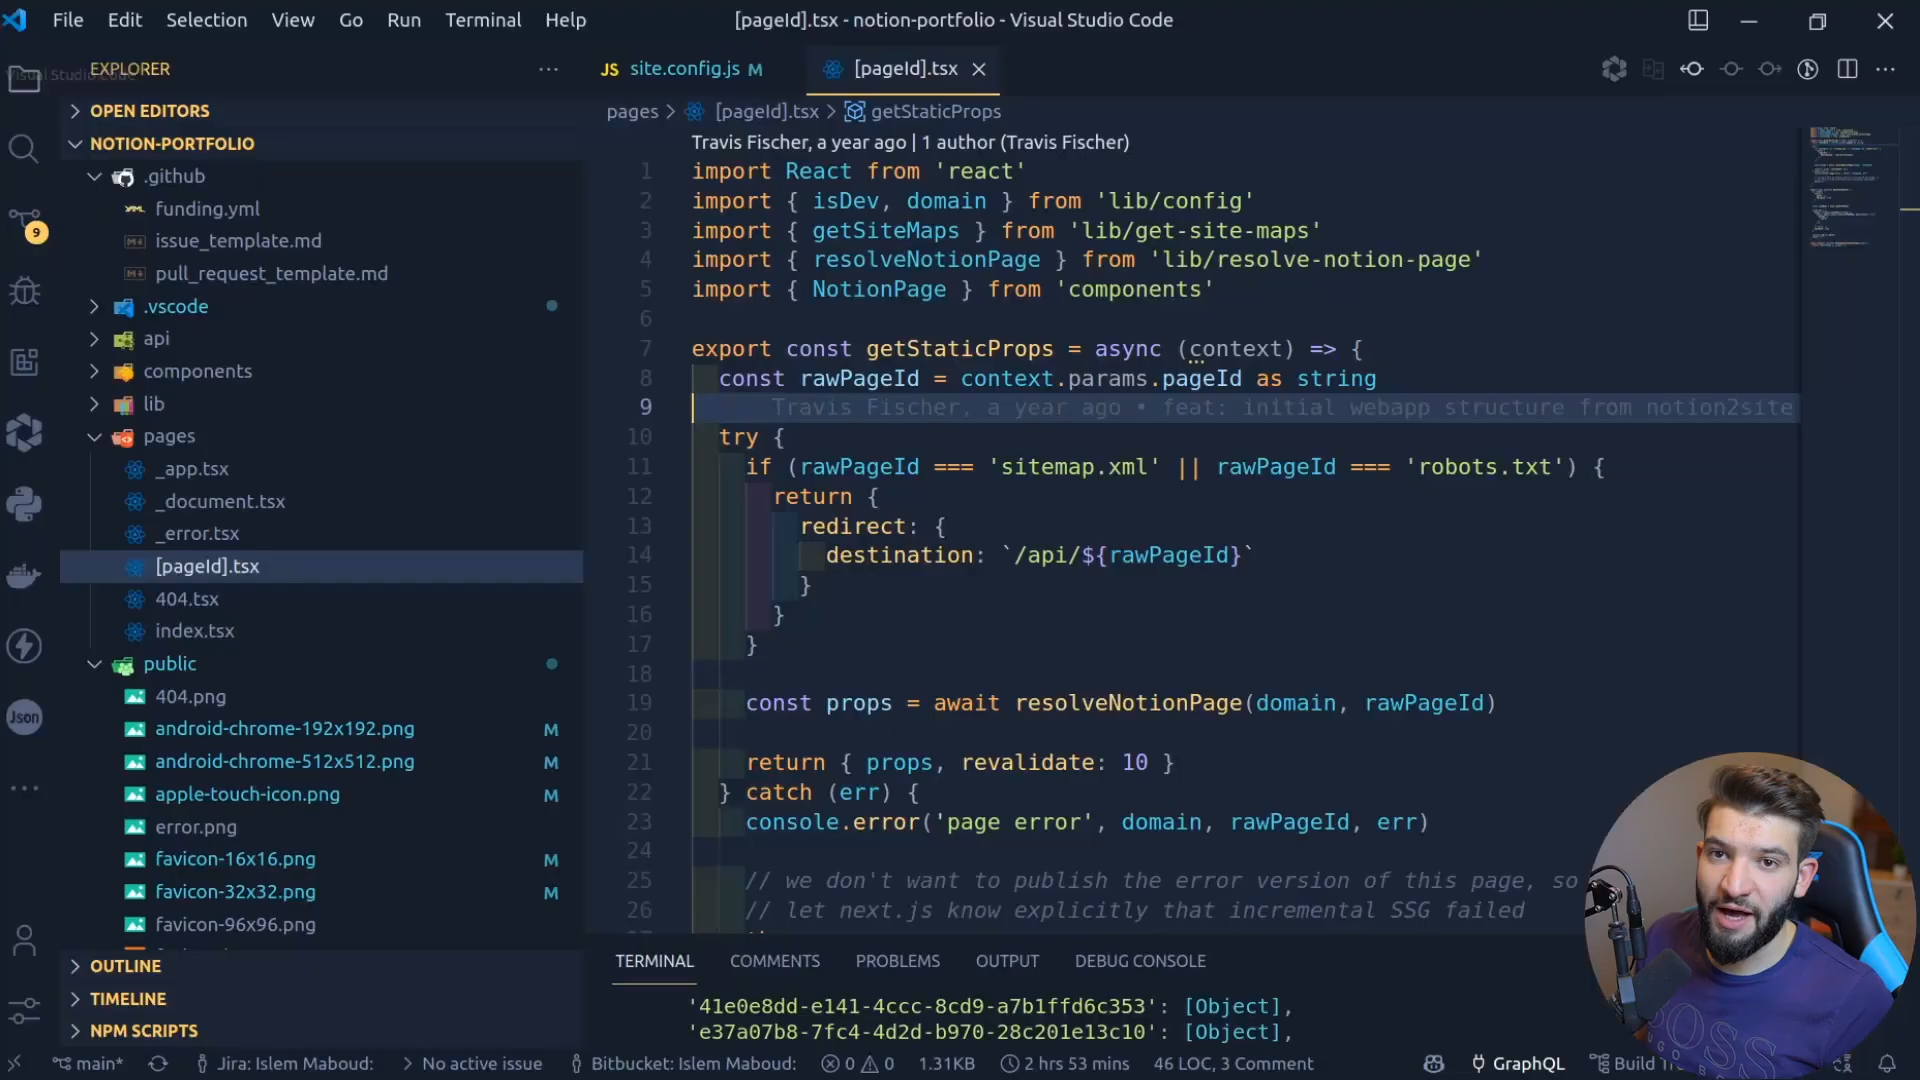 File Edit Selection View Go Run Terminal Help
[pageId].tsx - notion-portfolio - Visual Studio Code
Visual Studio Code
EXPLORER
OPEN EDITORS
NOTION-PORTFOLIO
.github
funding.yml
issue_template.md
pull_request_template.md
.vscode
api
components
lib
pages
_app.tsx
_document.tsx
_error.tsx
[pageId].tsx
404.tsx
index.tsx
public
404.png
android-chrome-192x192.png M
android-chrome-512x512.png M
apple-touch-icon.png M
error.png
favicon-16x16.png M
favicon-32x32.png M
favicon-96x96.png
OUTLINE
TIMELINE
NPM SCRIPTS
9
Json
JS site.config.js M
[pageId].tsx
pages > [pageId].tsx > getStaticProps
Travis Fischer, a year ago | 1 author (Travis Fischer)
1 import React from 'react'
2 import { isDev, domain } from 'lib/config'
3 import { getSiteMaps } from 'lib/get-site-maps'
4 import { resolveNotionPage } from 'lib/resolve-notion-page'
5 import { NotionPage } from 'components'
6
7 export const getStaticProps = async (context) => {
8 const rawPageId = context.params.pageId as string
9 Travis Fischer, a year ago • feat: initial webapp structure from notion2site
10 try {
11 if (rawPageId === 'sitemap.xml' || rawPageId === 'robots.txt') {
12 return {
13 redirect: {
14 destination: `/api/${rawPageId}`
15 }
16 }
17 }
18
19 const props = await resolveNotionPage(domain, rawPageId)
20
21 return { props, revalidate: 10 }
22 } catch (err) {
23 console.error('page error', domain, rawPageId, err)
24
25 // we don't want to publish the error version of this page, so
26 // let next.js know explicitly that incremental SSG failed
TERMINAL COMMENTS PROBLEMS OUTPUT DEBUG CONSOLE
'41e0e8dd-e141-4ccc-8cd9-a7b1ffd6c353': [Object],
'e37a07b8-7fc4-4d2d-b970-28c201e13c10': [Object],
main* Jira: Islem Maboud: No active issue Bitbucket: Islem Maboud: 0 0 1.31KB 2 hrs 53 mins 46 LOC, 3 Comment GraphQL Build